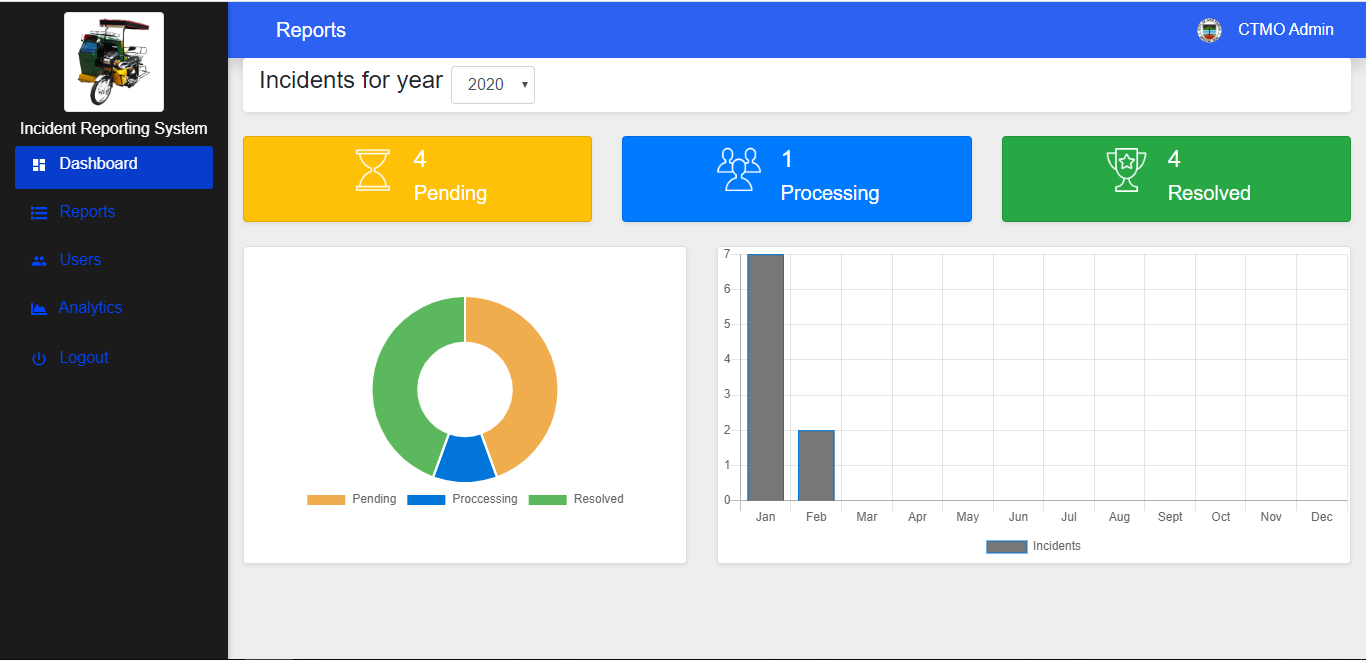 Reports
CTMO Admin
Incident Reporting System
Dashboard
Reports
Users
Analytics
Logout
Incidents for year 2020
4
Pending
1
Processing
4
Resolved
Pending Proccessing Resolved
7
6
5
4
3
2
1
0
Jan Feb Mar Apr May Jun Jul Aug Sept Oct Nov Dec
Incidents